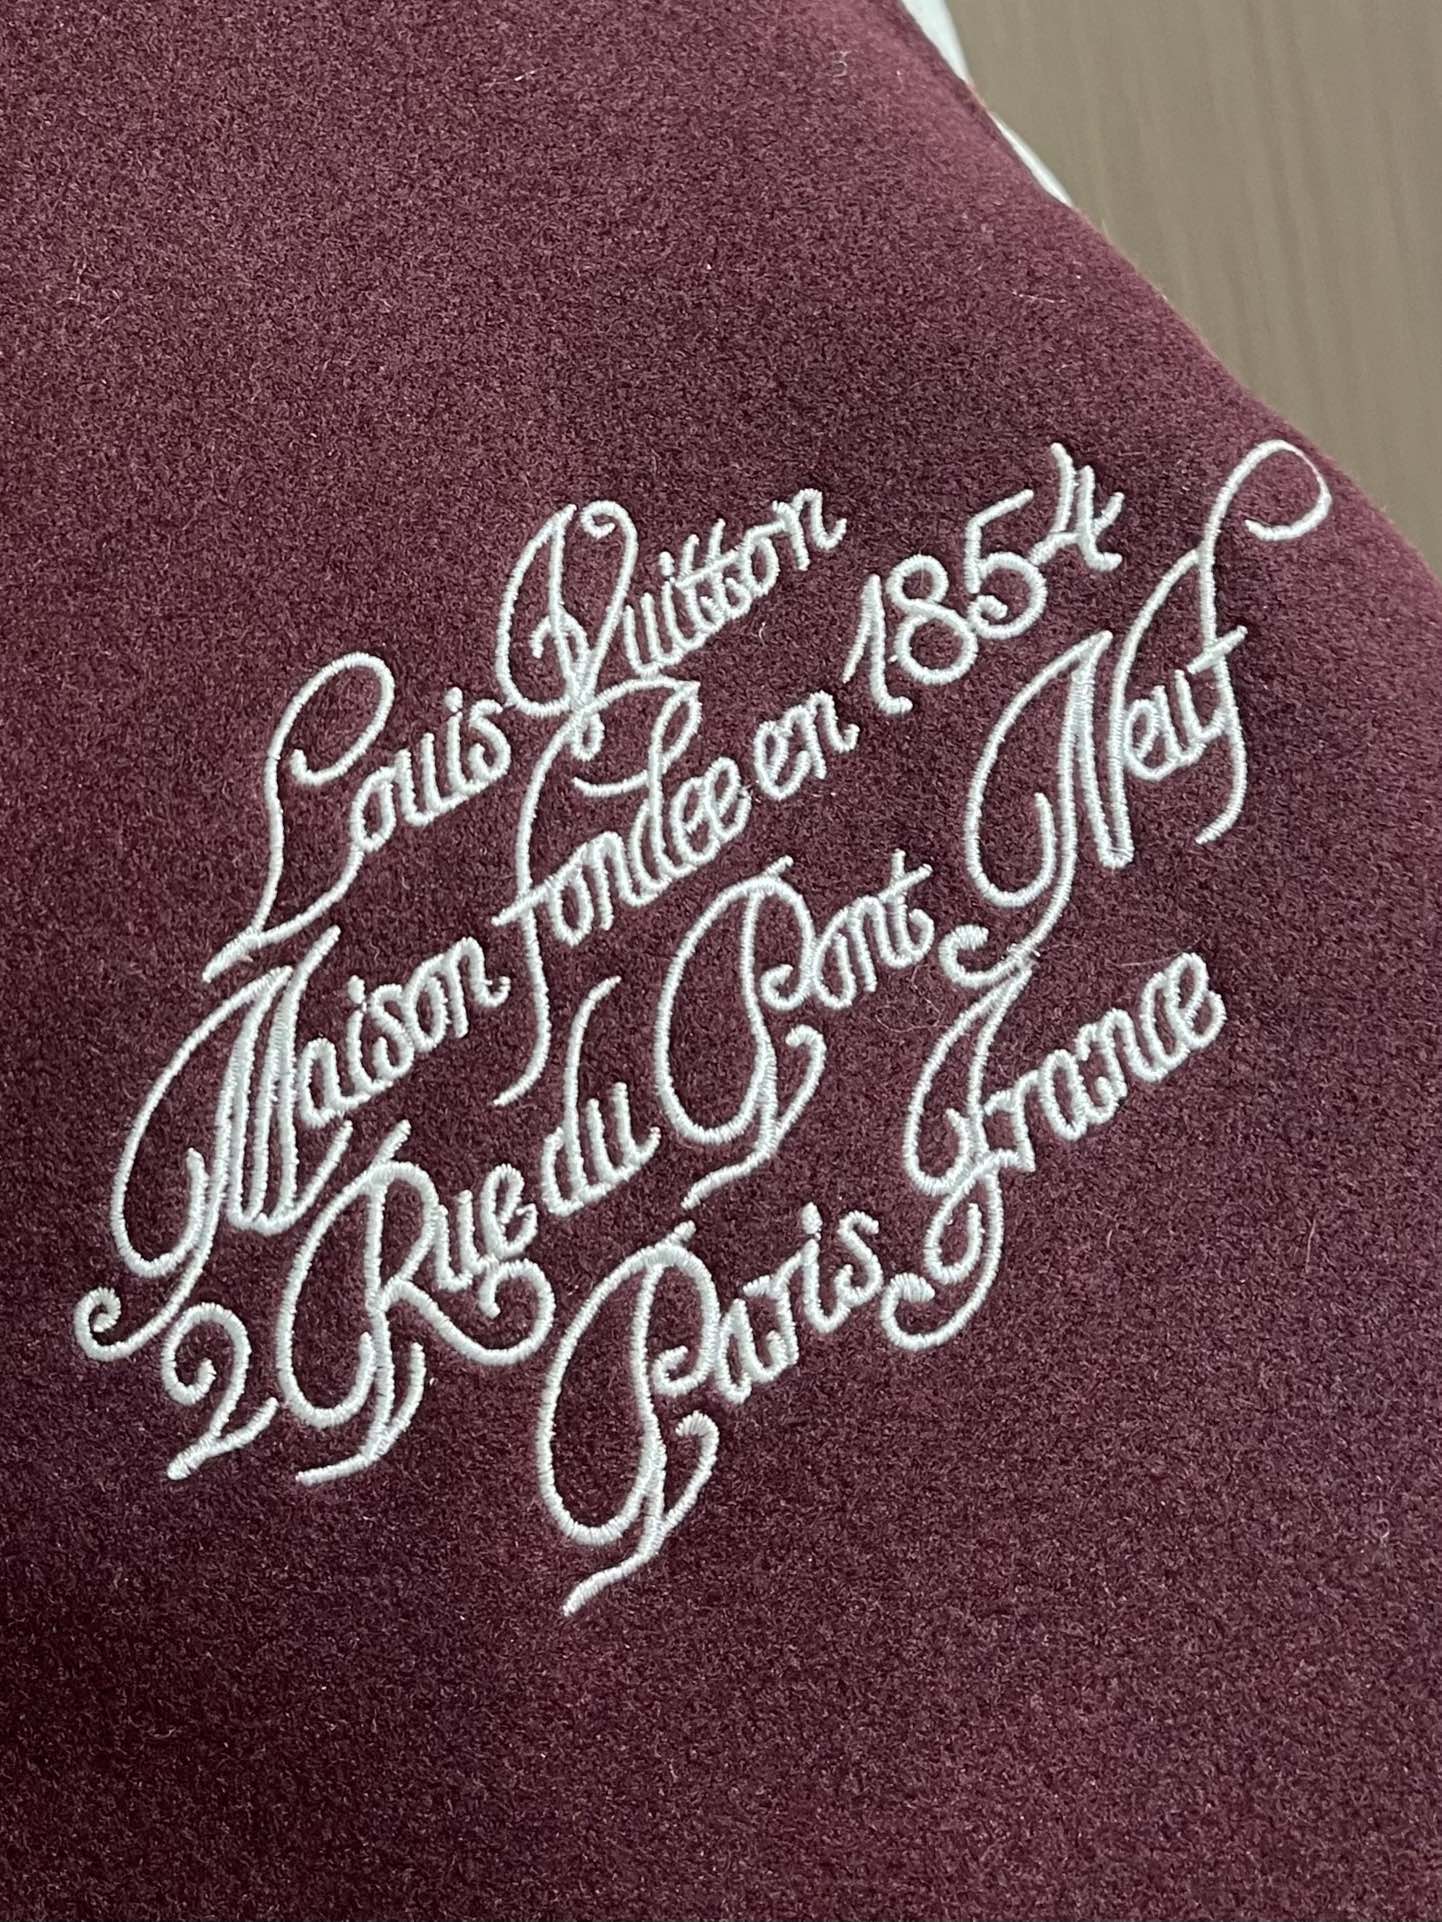 Louis Vuitton
Maison fondée en 1854
2 Rue du Pont Neuf
Paris France